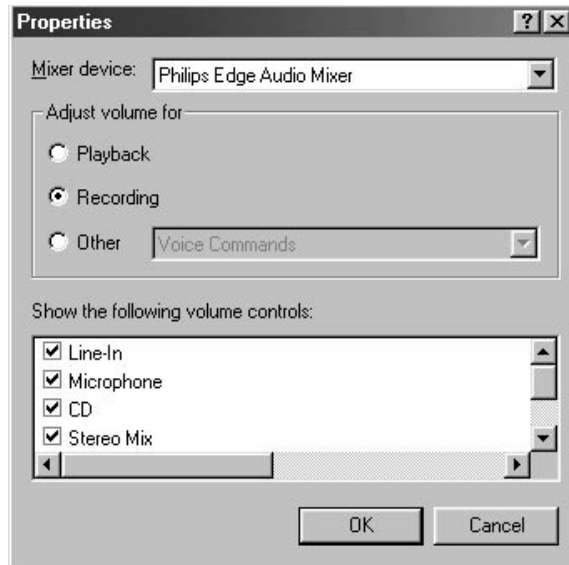 Properties
Mixer device: Philips Edge Audio Mixer
Adjust volume for
Playback
Recording
Other Voice Commands
Show the following volume controls:
Line-In
Microphone
CD
Stereo Mix
OK Cancel